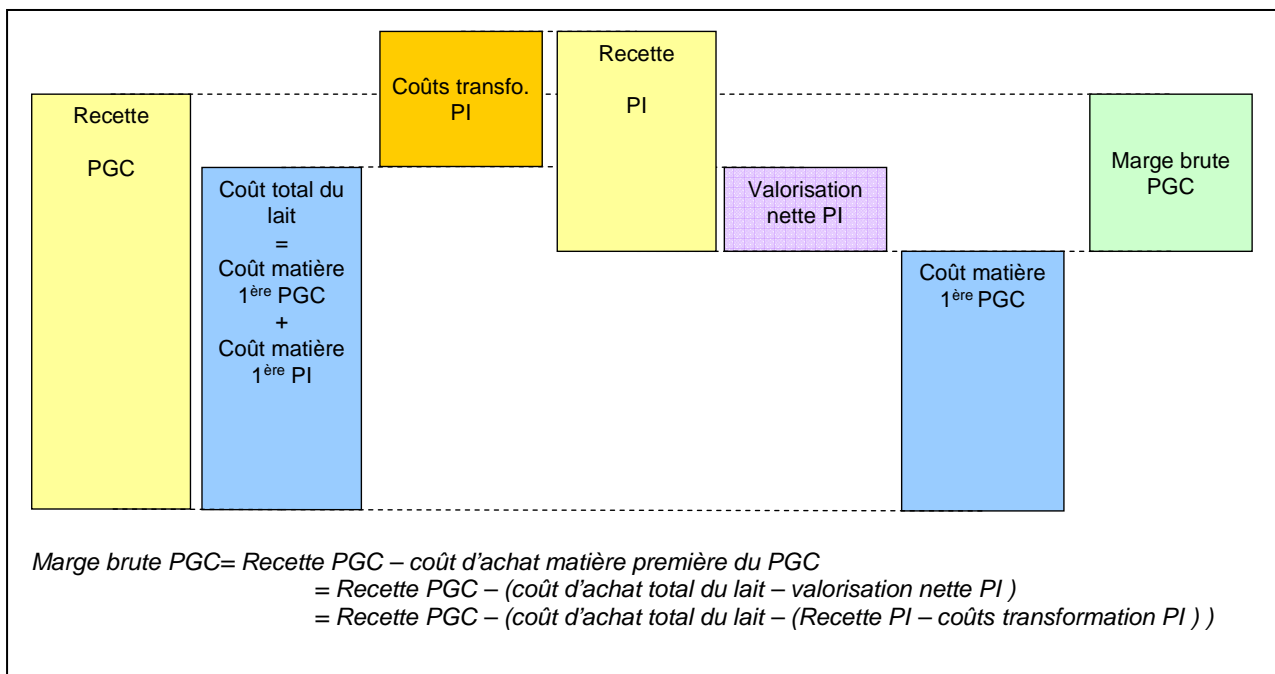 Recette
PGC
Coût total du
lait
=
Coût matière
1ère PGC
+
Coût matière
1ère PI
Coûts transfo.
PI
Recette
PI
Valorisation
nette PI
Coût matière
1ère PGC
Marge brute
PGC
Marge brute PGC= Recette PGC – coût d'achat matière première du PGC
= Recette PGC – (coût d'achat total du lait – valorisation nette PI )
= Recette PGC – (coût d'achat total du lait – (Recette PI – coûts transformation PI ) )